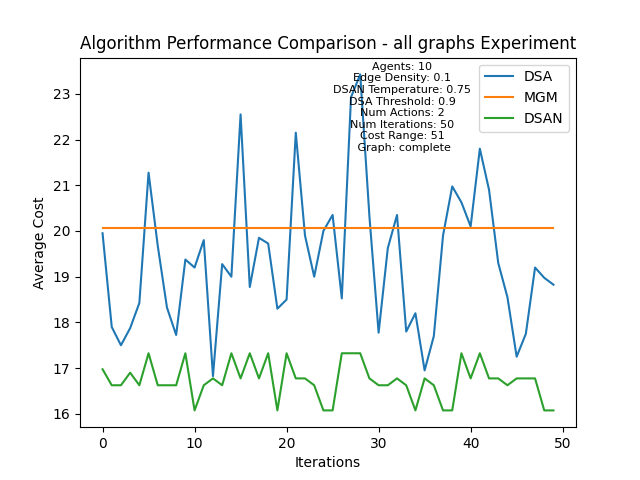 Algorithm Performance Comparison - all graphs Experiment
Agents: 10
Edge Density: 0.1
DSAN Temperature: 0.75
DSA Threshold: 0.9
Num Actions: 2
Num Iterations: 50
Cost Range: 51
Graph: complete
DSA
MGM
DSAN
Average Cost
23
22
21
20
19
18
17
16
0
10
20
30
40
50
Iterations